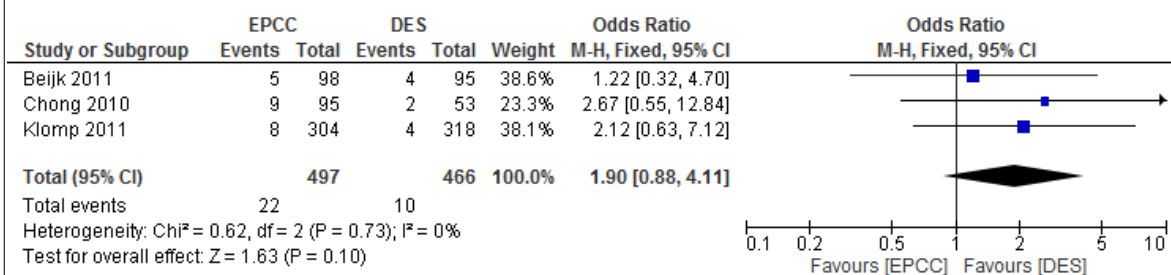 EPCC DES Odds Ratio Odds Ratio
Study or Subgroup Events Total Events Total Weight M-H, Fixed, 95% CI M-H, Fixed, 95% CI
Beijk 2011 5 98 4 95 38.6% 1.22 [0.32, 4.70]
Chong 2010 9 95 2 53 23.3% 2.67 [0.55, 12.84]
Klomp 2011 8 304 4 318 38.1% 2.12 [0.63, 7.12]
Total (95% CI) 497 466 100.0% 1.90 [0.88, 4.11]
Total events 22 10
Heterogeneity: Chi² = 0.62, df = 2 (P = 0.73); I² = 0%
Test for overall effect: Z = 1.63 (P = 0.10)
0.1 0.2 0.5 1 2 5 10
Favours [EPCC] Favours [DES]